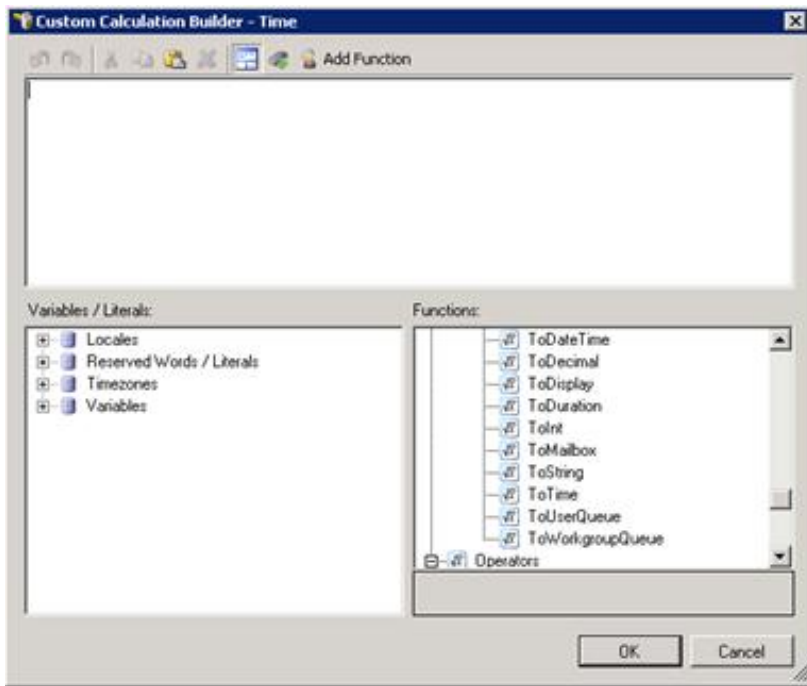 Custom Calculation Builder - Time
Add Function
Variables / Literals:
Locales
Reserved Words / Literals
Timezones
Variables
Functions:
ToDateTime
ToDecimal
ToDisplay
ToDuration
ToInt
ToMailbox
ToString
ToTime
ToUserQueue
ToWorkgroupQueue
Operators
OK
Cancel